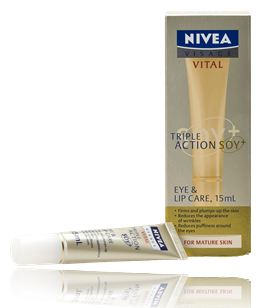 NIVEA
VISAGE
VITAL
SOY+
TRIPLE
ACTION SOY+
EYE &
LIP CARE, 15mL
• Firms and plumps-up the skin
• Reduces the appearance
of wrinkles
• Reduces puffiness around
the eyes
FOR MATURE SKIN
NIVEA